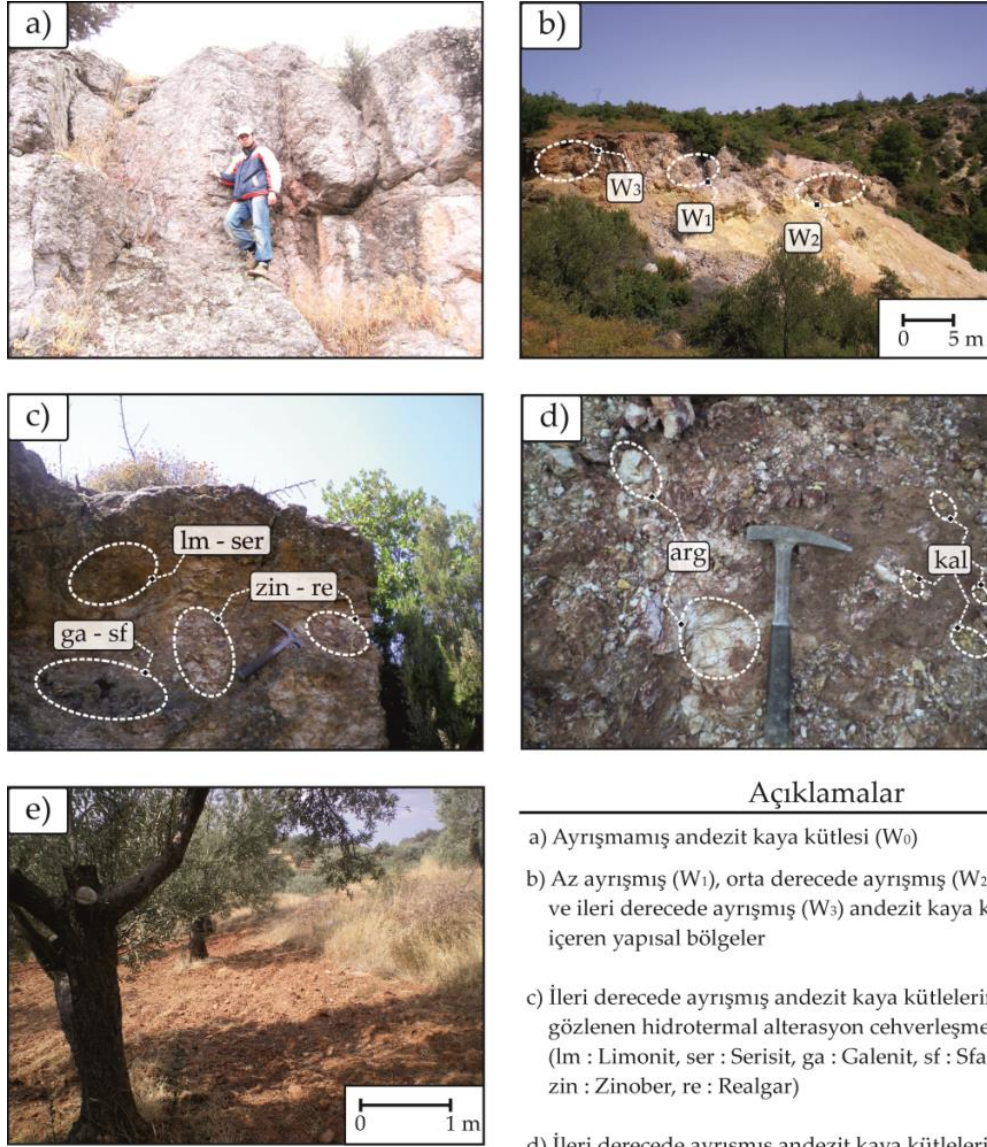 a)
b)
W3
W1
W2
0 5 m
c)
lm - ser
zin - re
ga - sf
d)
arg
kal
e)
0 1 m
Açıklamalar
a) Ayrışmamış andezit kaya kütlesi (W0)
b) Az ayrışmış (W1), orta derecede ayrışmış (W2
ve ileri derecede ayrışmış (W3) andezit kaya k
içeren yapısal bölgeler
c) İleri derecede ayrışmış andezit kaya kütlelerin
gözlenen hidrotermal alterasyon cehverleşme
(lm : Limonit, ser : Serisit, ga : Galenit, sf : Sfa
zin : Zinober, re : Realgar)
d) İleri derecede ayrışmış andezit kaya kütleleri